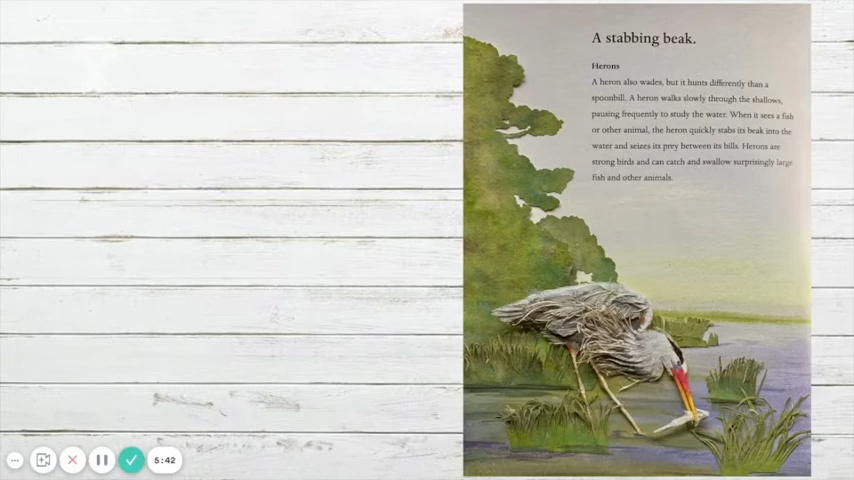 A stabbing beak.
Herons
A heron also wades, but it hunts differently than a
spoonbill. A heron walks slowly through the shallows,
pausing frequently to study the water. When it sees a fish
or other animal, the heron quickly stabs its beak into the
water and seizes its prey between its bills. Herons are
strong birds and can catch and swallow surprisingly large
fish and other animals.
5:42